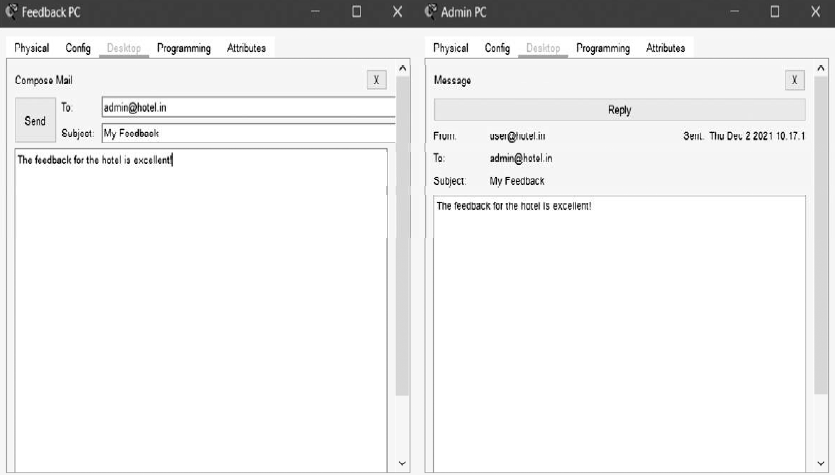 Feedback PC
Physical Config Desktop Programming Attributes
Compose Mail X
Send
To: admin@hotel.in
Subject: My Feedback
The feedback for the hotel is excellent!
Admin PC
Physical Config Desktop Programming Attributes
Message X
Reply
From: user@hotel.in Sent: Thu Dec 2 2021 10.17.1
To: admin@hotel.in
Subject: My Feedback
The feedback for the hotel is excellent!